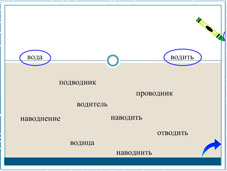 вода водить
подводник
проводник
водитель
наводнение наводить
отводить
водица
наводнить